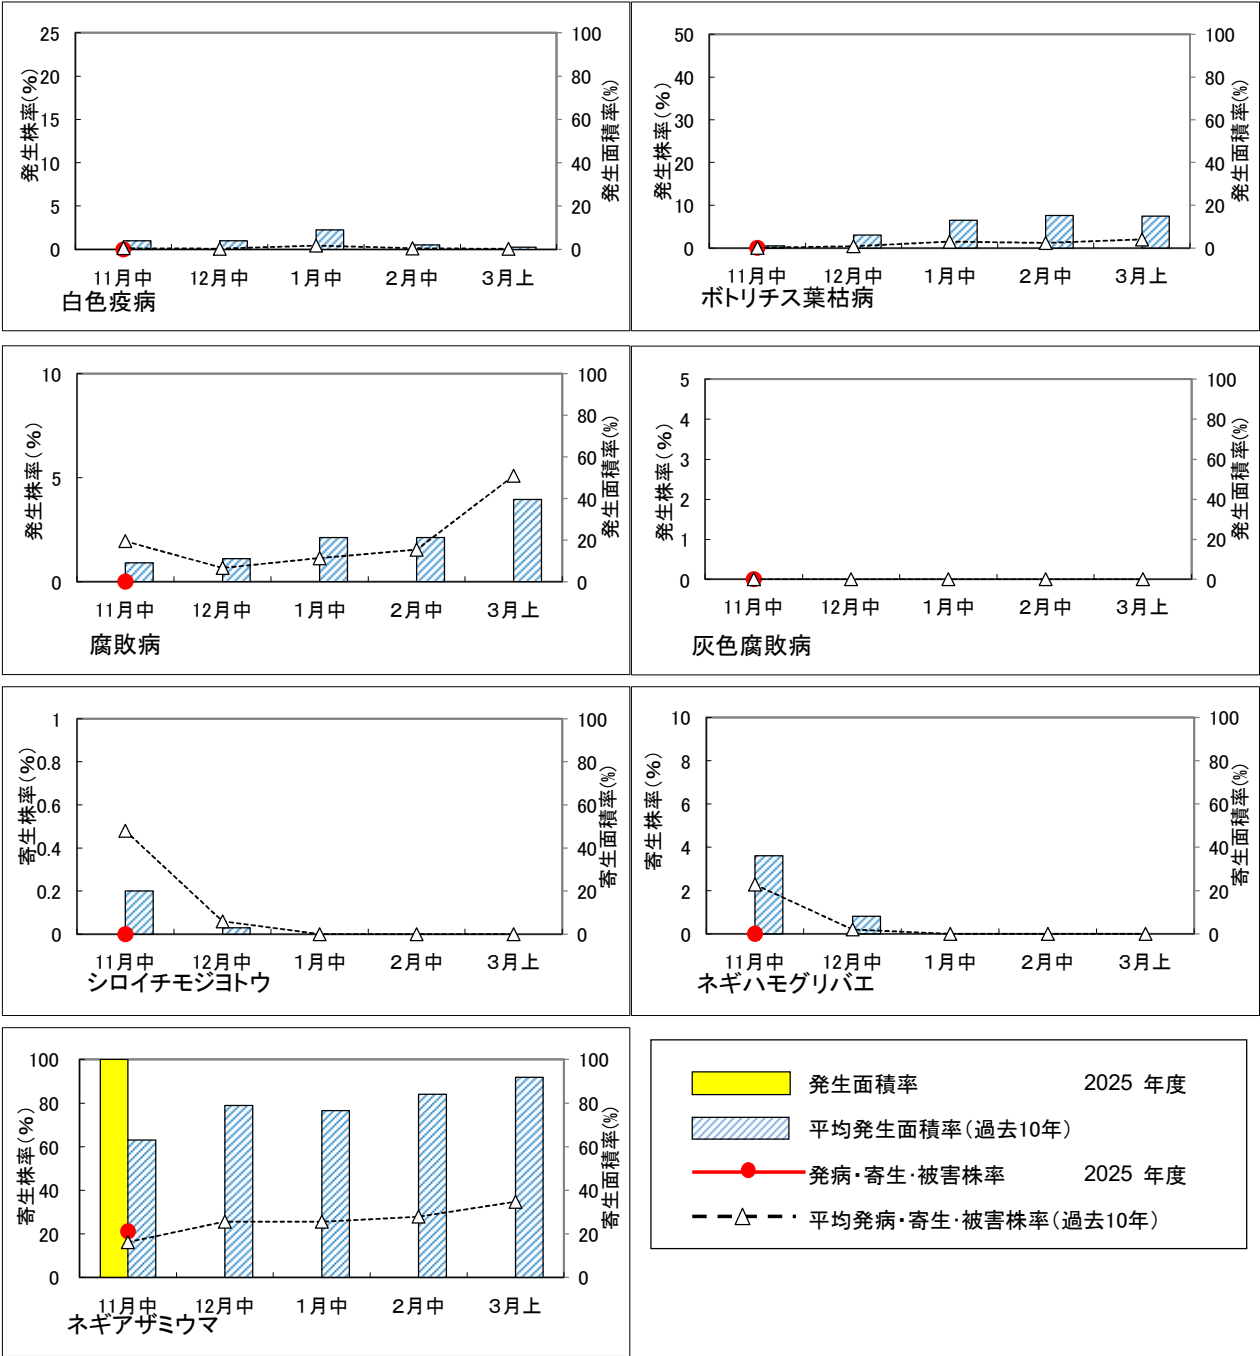 25
20
15
10
5
0
発生株率(%)
100
80
60
40
20
0
発生面積率(%)
11月中 12月中 1月中 2月中 3月上
白色疫病
50
40
30
20
10
0
発生株率(%)
100
80
60
40
20
0
発生面積率(%)
11月中 12月中 1月中 2月中 3月上
ボトリチス葉枯病
10
5
0
発生株率(%)
100
80
60
40
20
0
発生面積率(%)
11月中 12月中 1月中 2月中 3月上
腐敗病
5
4
3
2
1
0
発生株率(%)
100
80
60
40
20
0
発生面積率(%)
11月中 12月中 1月中 2月中 3月上
灰色腐敗病
1
0.8
0.6
0.4
0.2
0
寄生株率(%)
100
80
60
40
20
0
寄生面積率(%)
11月中 12月中 1月中 2月中 3月上
シロイチモジヨトウ
10
8
6
4
2
0
寄生株率(%)
100
80
60
40
20
0
寄生面積率(%)
11月中 12月中 1月中 2月中 3月上
ネギハモグリバエ
100
80
60
40
20
0
寄生株率(%)
100
80
60
40
20
0
寄生面積率(%)
11月中 12月中 1月中 2月中 3月上
ネギアザミウマ
発生面積率 2025 年度
平均発生面積率(過去10年)
発病・寄生・被害株率 2025 年度
平均発病・寄生・被害株率(過去10年)